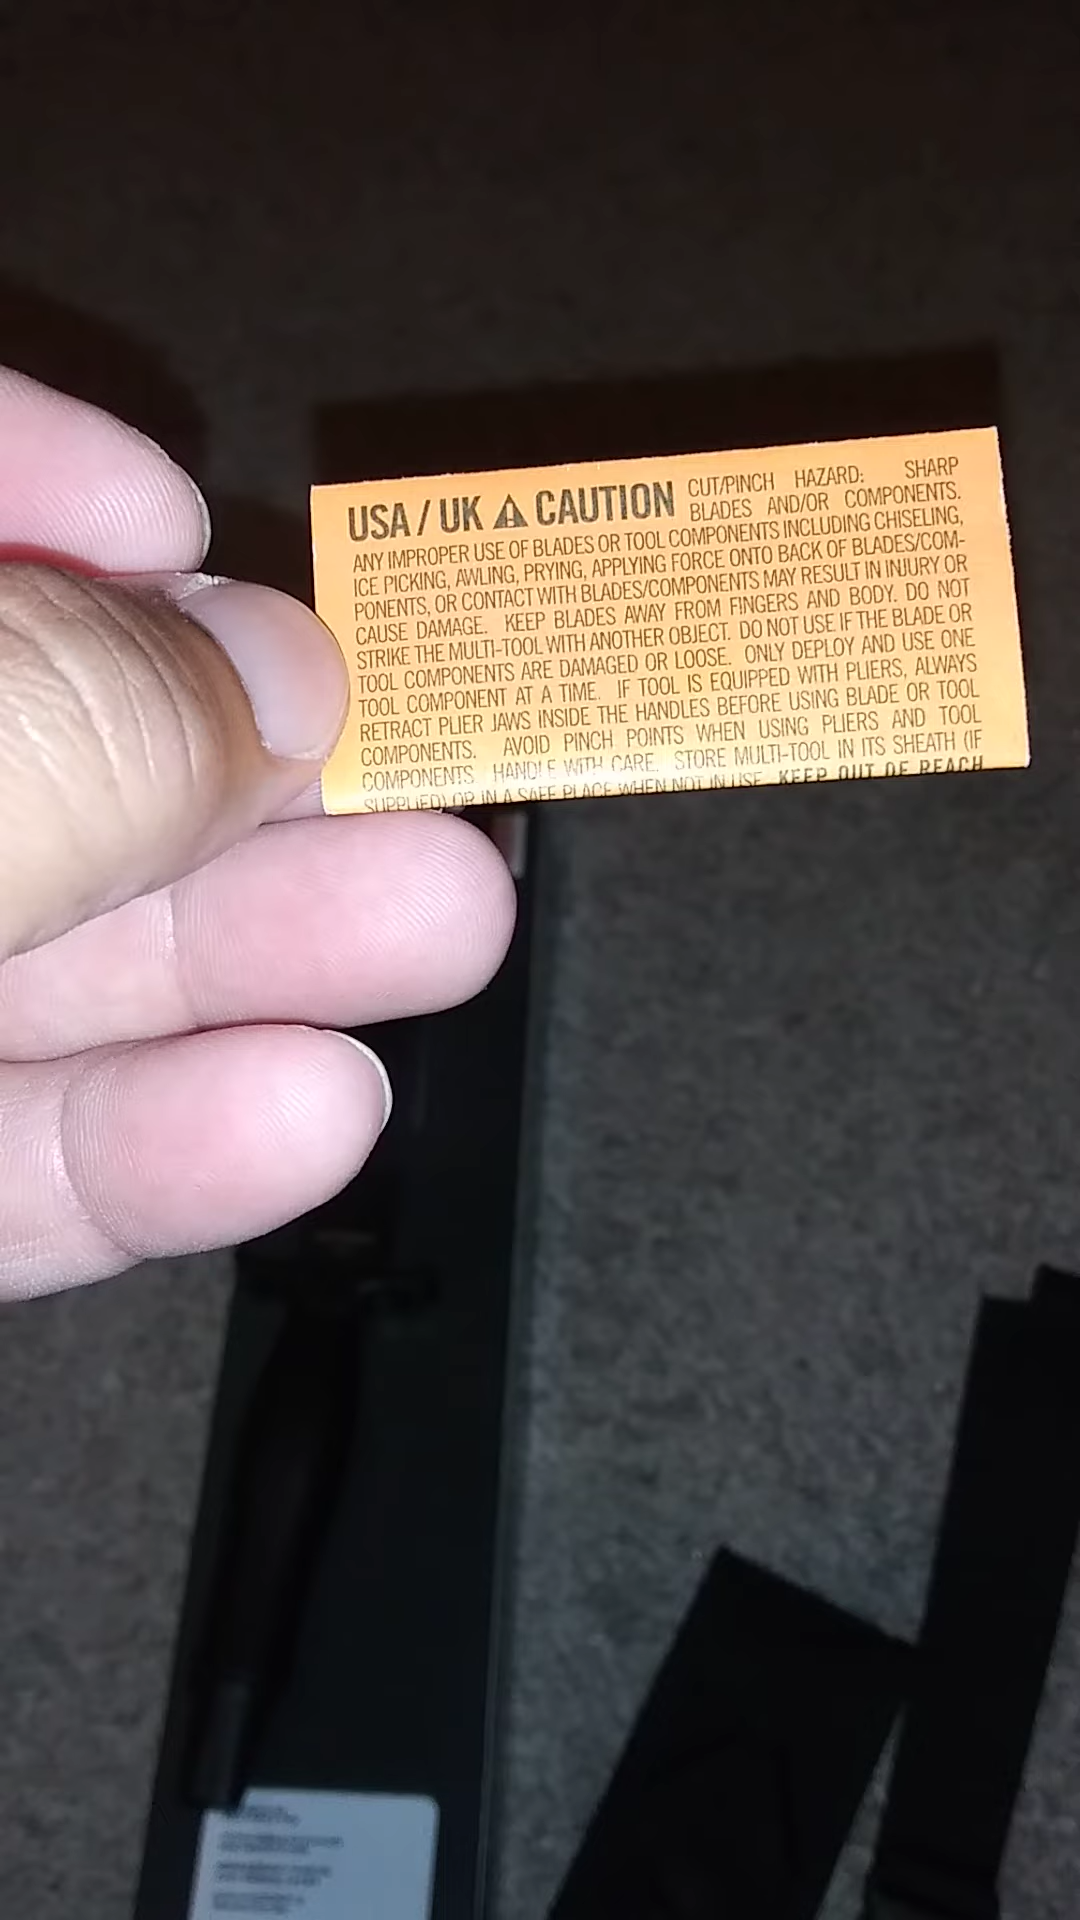 USA / UK ⚠ CAUTION CUT/PINCH HAZARD: SHARP
BLADES AND/OR COMPONENTS.
ANY IMPROPER USE OF BLADES OR TOOL COMPONENTS INCLUDING CHISELING,
ICE PICKING, AWLING, PRYING, APPLYING FORCE ONTO BACK OF BLADES/COM-
PONENTS, OR CONTACT WITH BLADES/COMPONENTS MAY RESULT IN INJURY OR
CAUSE DAMAGE. KEEP BLADES AWAY FROM FINGERS AND BODY. DO NOT
STRIKE THE MULTI-TOOL WITH ANOTHER OBJECT. DO NOT USE IF THE BLADE OR
TOOL COMPONENTS ARE DAMAGED OR LOOSE. ONLY DEPLOY AND USE ONE
TOOL COMPONENT AT A TIME. IF TOOL IS EQUIPPED WITH PLIERS, ALWAYS
RETRACT PLIER JAWS INSIDE THE HANDLES BEFORE USING BLADE OR TOOL
COMPONENTS. AVOID PINCH POINTS WHEN USING PLIERS AND TOOL
COMPONENTS. HANDLE WITH CARE. STORE MULTI-TOOL IN ITS SHEATH (IF
SUPPLIED) OR IN A SAFE PLACE WHEN NOT IN USE. KEEP OUT OF REACH